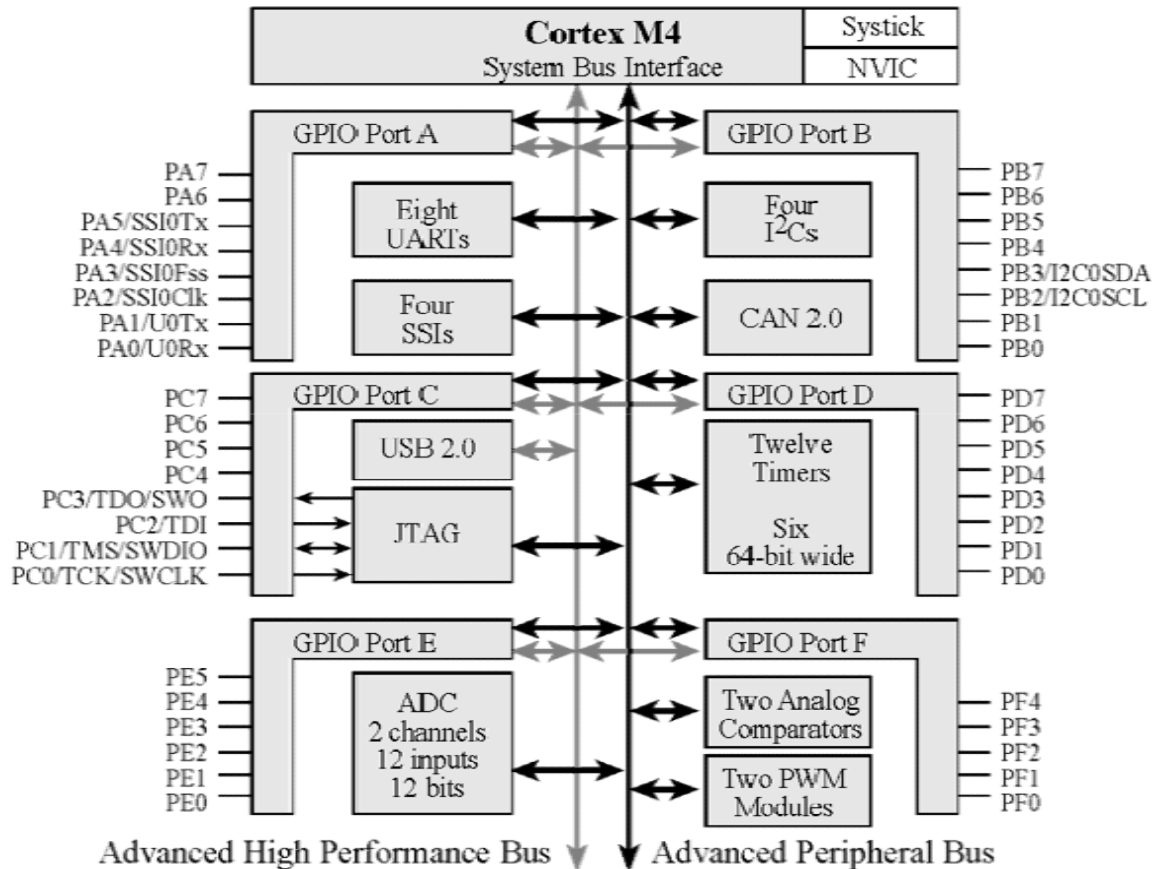 Cortex M4
System Bus Interface
Systick
NVIC
GPIO Port A
PA7
PA6
PA5/SSI0Tx
PA4/SSI0Rx
PA3/SSI0Fss
PA2/SSI0Clk
PA1/U0Tx
PA0/U0Rx
Eight
UARTs
Four
SSIs
GPIO Port B
PB7
PB6
PB5
PB4
PB3/I2C0SDA
PB2/I2C0SCL
PB1
PB0
Four
I²Cs
CAN 2.0
GPIO Port C
PC7
PC6
PC5
PC4
PC3/TDO/SWO
PC2/TDI
PC1/TMS/SWDIO
PC0/TCK/SWCLK
USB 2.0
JTAG
GPIO Port D
PD7
PD6
PD5
PD4
PD3
PD2
PD1
PD0
Twelve
Timers
Six
64-bit wide
GPIO Port E
PE5
PE4
PE3
PE2
PE1
PE0
ADC
2 channels
12 inputs
12 bits
GPIO Port F
PF4
PF3
PF2
PF1
PF0
Two Analog
Comparators
Two PWM
Modules
Advanced High Performance Bus
Advanced Peripheral Bus